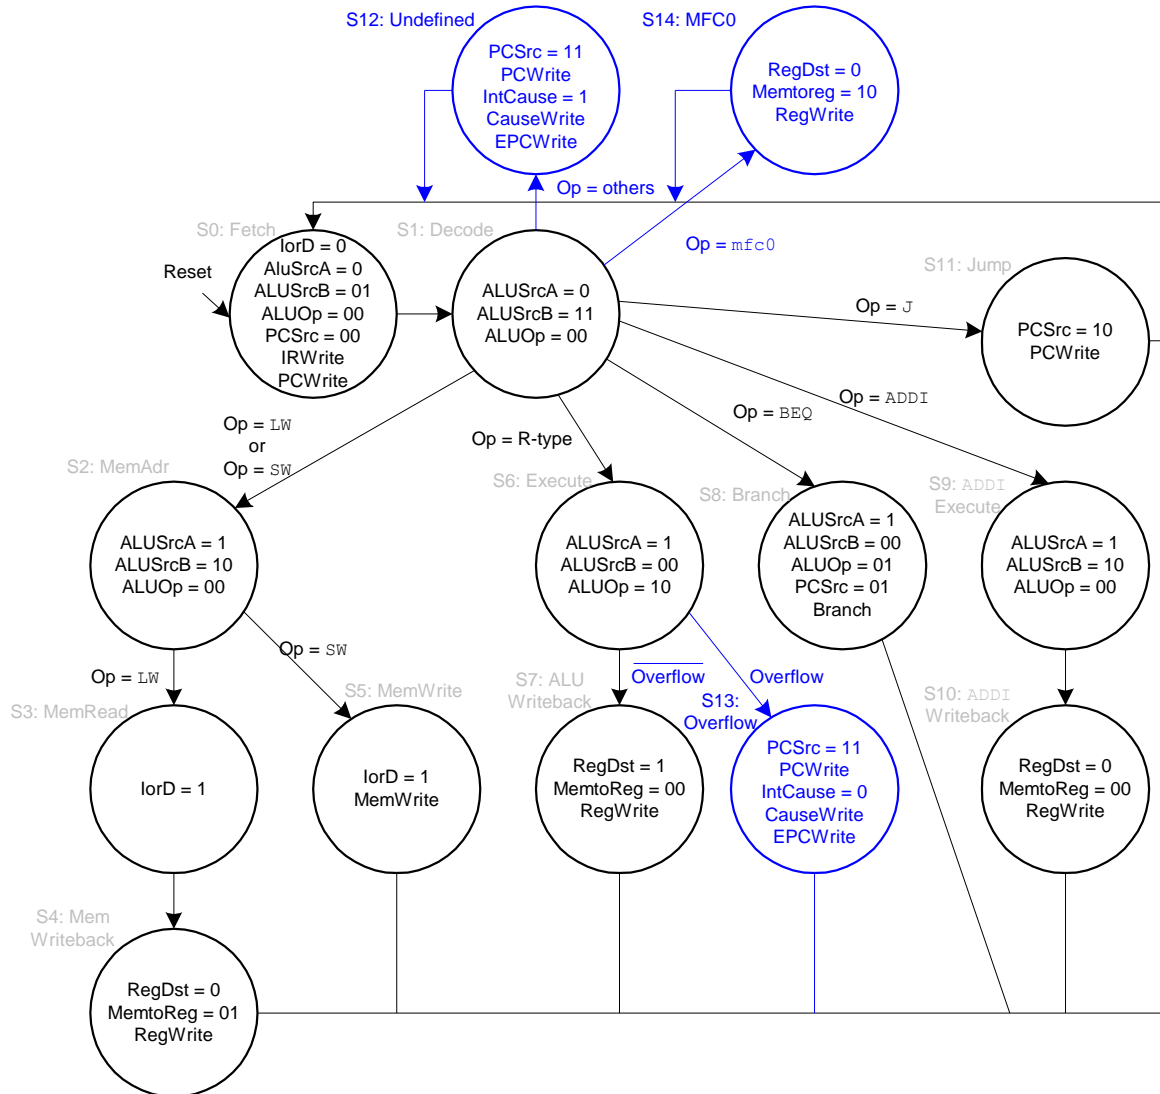 S12: Undefined
S14: MFC0
PCSrc = 11
PCWrite
IntCause = 1
CauseWrite
EPCWrite
RegDst = 0
Memtoreg = 10
RegWrite
Op = others
S0: Fetch
S1: Decode
Op = mfc0
Reset
IorD = 0
AluSrcA = 0
ALUSrcB = 01
ALUOp = 00
PCSrc = 00
IRWrite
PCWrite
ALUSrcA = 0
ALUSrcB = 11
ALUOp = 00
S11: Jump
Op = J
PCSrc = 10
PCWrite
Op = LW
or
Op = SW
Op = R-type
Op = BEQ
Op = ADDI
S2: MemAdr
ALUSrcA = 1
ALUSrcB = 10
ALUOp = 00
S6: Execute
ALUSrcA = 1
ALUSrcB = 00
ALUOp = 10
S8: Branch
ALUSrcA = 1
ALUSrcB = 00
ALUOp = 01
PCSrc = 01
Branch
S9: ADDI
Execute
ALUSrcA = 1
ALUSrcB = 10
ALUOp = 00
Op = LW
Op = SW
Overflow
Overflow
S3: MemRead
IorD = 1
S5: MemWrite
IorD = 1
MemWrite
S7: ALU
Writeback
RegDst = 1
MemtoReg = 00
RegWrite
S13:
Overflow
PCSrc = 11
PCWrite
IntCause = 0
CauseWrite
EPCWrite
S10: ADDI
Writeback
RegDst = 0
MemtoReg = 00
RegWrite
S4: Mem
Writeback
RegDst = 0
MemtoReg = 01
RegWrite